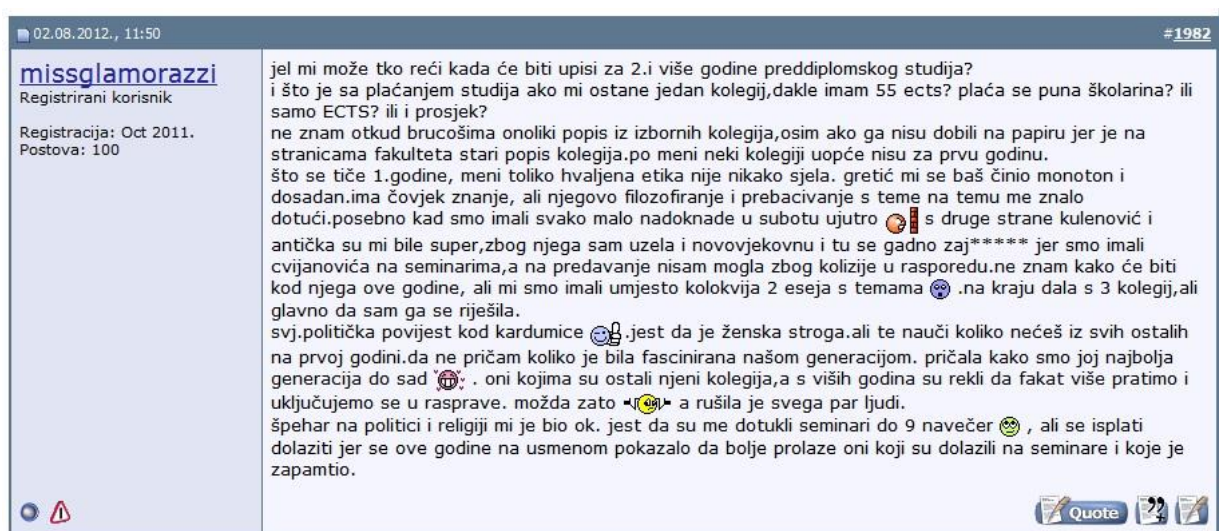 02.08.2012., 11:50 #1982
missglamorazzi
Registrirani korisnik
Registracija: Oct 2011.
Postova: 100
jel mi može tko reći kada će biti upisi za 2.i više godine preddiplomskog studija?
i što je sa plaćanjem studija ako mi ostane jedan kolegij,dakle imam 55 ects? plaća se puna školarina? ili
samo ECTS? ili i prosjek?
ne znam otkud brucošima onoliki popis iz izbornih kolegija,osim ako ga nisu dobili na papiru jer je na
stranicama fakulteta stari popis kolegija.po meni neki kolegiji uopće nisu za prvu godinu.
što se tiče 1.godine, meni toliko hvaljena etika nije nikako sjela. gretić mi se baš činio monoton i
dosadan.ima čovjek znanje, ali njegovo filozofiranje i prebacivanje s teme na temu me znalo
dotući.posebno kad smo imali svako malo nadoknade u subotu ujutro s druge strane kulenović i
antička su mi bile super,zbog njega sam uzela i novovjekovnu i tu se gadno zaj***** jer smo imali
cvijanovića na seminarima,a na predavanje nisam mogla zbog kolizije u rasporedu.ne znam kako će biti
kod njega ove godine, ali mi smo imali umjesto kolokvija 2 eseja s temama .na kraju dala s 3 kolegij,ali
glavno da sam ga se riješila.
svj.politička povijest kod kardumice .jest da je ženska stroga.ali te nauči koliko nećeš iz svih ostalih
na prvoj godini.da ne pričam koliko je bila fascinirana našom generacijom. pričala kako smo joj najbolja
generacija do sad . oni kojima su ostali njeni kolegija,a s viših godina su rekli da fakat više pratimo i
uključujemo se u rasprave. možda zato a rušila je svega par ljudi.
špehar na politici i religiji mi je bio ok. jest da su me dotukli seminari do 9 navečer , ali se isplati
dolaziti jer se ove godine na usmenom pokazalo da bolje prolaze oni koji su dolazili na seminare i koje je
zapamtio.
Quote